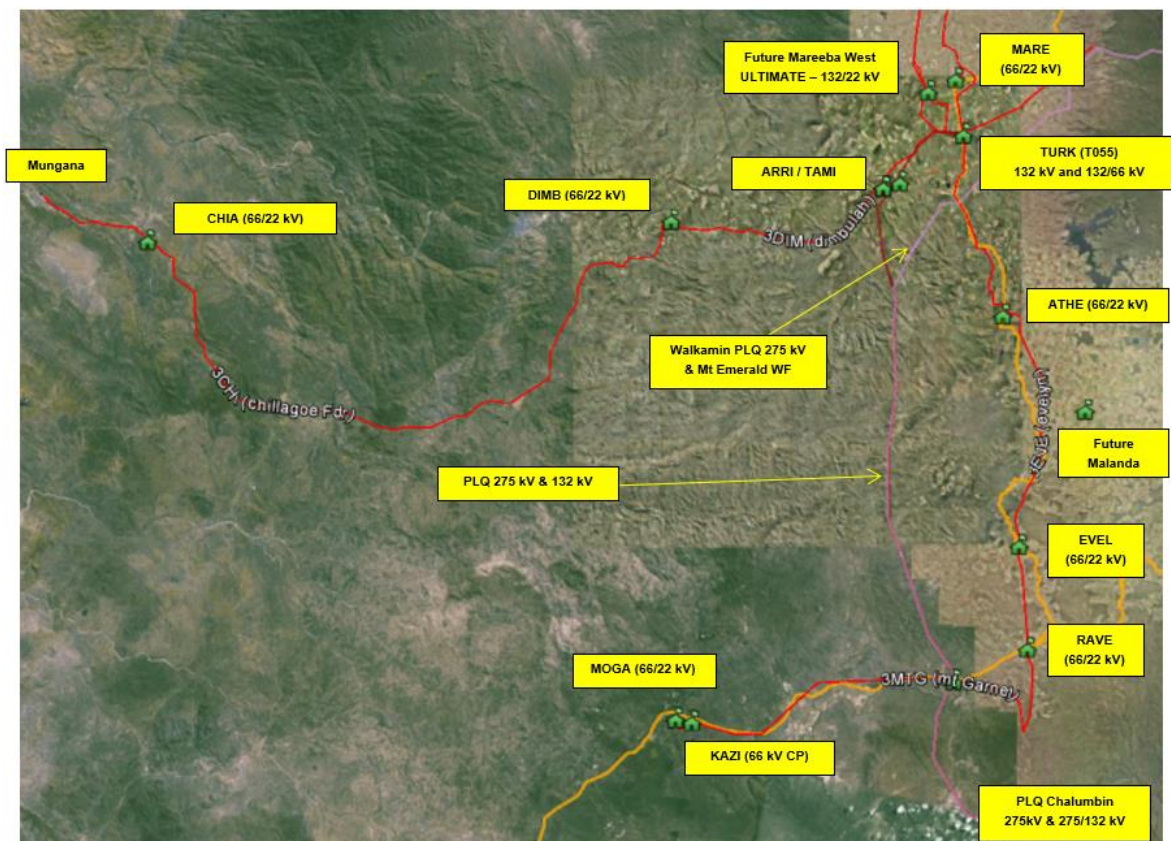 Future Mareeba West
ULTIMATE – 132/22 kV
MARE
(66/22 kV)
Mungana
CHIA (66/22 kV)
DIMB (66/22 kV)
ARRI / TAMI
TURK (T055)
132 kV and 132/66 kV
3DIM (dimbulah)
ATHE (66/22 kV)
Walkamin PLQ 275 kV
& Mt Emerald WF
3CHI (chillagoe Fdr)
3EVE (evelyn)
Future
Malanda
PLQ 275 kV & 132 kV
EVEL
(66/22 kV)
RAVE
(66/22 kV)
MOGA (66/22 kV)
3MTG (mt Garnet)
KAZI (66 kV CP)
PLQ Chalumbin
275kV & 275/132 kV